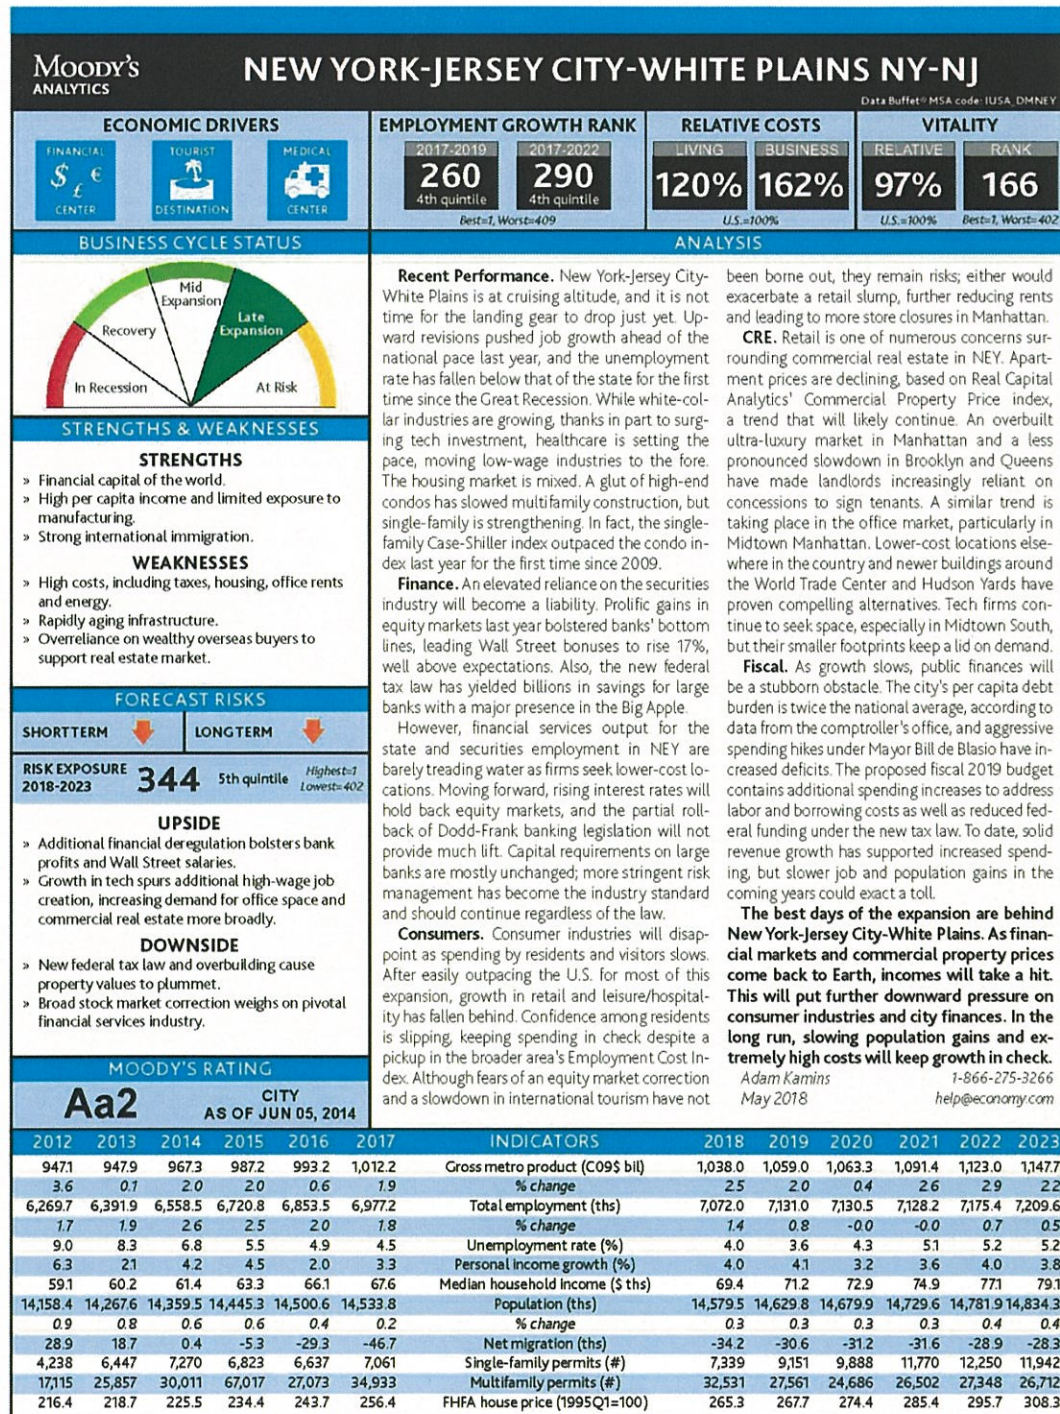 MOODY'S
ANALYTICS
NEW YORK-JERSEY CITY-WHITE PLAINS NY-NJ
Data Buffet® MSA code: IUSA_DMNEY
ECONOMIC DRIVERS
FINANCIAL
$ £ €
CENTER
TOURIST
DESTINATION
MEDICAL
CENTER
EMPLOYMENT GROWTH RANK
2017-2019
260
4th quintile
2017-2022
290
4th quintile
Best=1, Worst=409
RELATIVE COSTS
LIVING
120%
BUSINESS
162%
U.S.=100%
VITALITY
RELATIVE
97%
U.S.=100%
RANK
166
Best=1, Worst=402
BUSINESS CYCLE STATUS
In Recession
Recovery
Mid
Expansion
Late
Expansion
At Risk
STRENGTHS & WEAKNESSES
STRENGTHS
» Financial capital of the world.
» High per capita income and limited exposure to
manufacturing.
» Strong international immigration.
WEAKNESSES
» High costs, including taxes, housing, office rents
and energy.
» Rapidly aging infrastructure.
» Overreliance on wealthy overseas buyers to
support real estate market.
FORECAST RISKS
SHORT TERM
LONG TERM
RISK EXPOSURE
2018-2023
344
5th quintile
Highest=1
Lowest=402
UPSIDE
» Additional financial deregulation bolsters bank
profits and Wall Street salaries.
» Growth in tech spurs additional high-wage job
creation, increasing demand for office space and
commercial real estate more broadly.
DOWNSIDE
» New federal tax law and overbuilding cause
property values to plummet.
» Broad stock market correction weighs on pivotal
financial services industry.
MOODY'S RATING
Aa2
CITY
AS OF JUN 05, 2014
ANALYSIS
Recent Performance. New York-Jersey City-
White Plains is at cruising altitude, and it is not
time for the landing gear to drop just yet. Up-
ward revisions pushed job growth ahead of the
national pace last year, and the unemployment
rate has fallen below that of the state for the first
time since the Great Recession. While white-col-
lar industries are growing, thanks in part to surg-
ing tech investment, healthcare is setting the
pace, moving low-wage industries to the fore.
The housing market is mixed. A glut of high-end
condos has slowed multifamily construction, but
single-family is strengthening. In fact, the single-
family Case-Shiller index outpaced the condo in-
dex last year for the first time since 2009.
Finance. An elevated reliance on the securities
industry will become a liability. Prolific gains in
equity markets last year bolstered banks' bottom
lines, leading Wall Street bonuses to rise 17%,
well above expectations. Also, the new federal
tax law has yielded billions in savings for large
banks with a major presence in the Big Apple.
However, financial services output for the
state and securities employment in NEY are
barely treading water as firms seek lower-cost lo-
cations. Moving forward, rising interest rates will
hold back equity markets, and the partial roll-
back of Dodd-Frank banking legislation will not
provide much lift. Capital requirements on large
banks are mostly unchanged; more stringent risk
management has become the industry standard
and should continue regardless of the law.
Consumers. Consumer industries will disap-
point as spending by residents and visitors slows.
After easily outpacing the U.S. for most of this
expansion, growth in retail and leisure/hospital-
ity has fallen behind. Confidence among residents
is slipping, keeping spending in check despite a
pickup in the broader area's Employment Cost In-
dex. Although fears of an equity market correction
and a slowdown in international tourism have not
been borne out, they remain risks; either would
exacerbate a retail slump, further reducing rents
and leading to more store closures in Manhattan.
CRE. Retail is one of numerous concerns sur-
rounding commercial real estate in NEY. Apart-
ment prices are declining, based on Real Capital
Analytics' Commercial Property Price index,
a trend that will likely continue. An overbuilt
ultra-luxury market in Manhattan and a less
pronounced slowdown in Brooklyn and Queens
have made landlords increasingly reliant on
concessions to sign tenants. A similar trend is
taking place in the office market, particularly in
Midtown Manhattan. Lower-cost locations else-
where in the country and newer buildings around
the World Trade Center and Hudson Yards have
proven compelling alternatives. Tech firms con-
tinue to seek space, especially in Midtown South,
but their smaller footprints keep a lid on demand.
Fiscal. As growth slows, public finances will
be a stubborn obstacle. The city's per capita debt
burden is twice the national average, according to
data from the comptroller's office, and aggressive
spending hikes under Mayor Bill de Blasio have in-
creased deficits. The proposed fiscal 2019 budget
contains additional spending increases to address
labor and borrowing costs as well as reduced fed-
eral funding under the new tax law. To date, solid
revenue growth has supported increased spend-
ing, but slower job and population gains in the
coming years could exact a toll.
The best days of the expansion are behind
New York-Jersey City-White Plains. As finan-
cial markets and commercial property prices
come back to Earth, incomes will take a hit.
This will put further downward pressure on
consumer industries and city finances. In the
long run, slowing population gains and ex-
tremely high costs will keep growth in check.
Adam Kamins 1-866-275-3266
May 2018 help@economy.com
2012 2013 2014 2015 2016 2017 INDICATORS 2018 2019 2020 2021 2022 2023
947.1 947.9 967.3 987.2 993.2 1,012.2 Gross metro product (C09$ bil) 1,038.0 1,059.0 1,063.3 1,091.4 1,123.0 1,147.7
3.6 0.1 2.0 2.0 0.6 1.9 % change 2.5 2.0 0.4 2.6 2.9 2.2
6,269.7 6,391.9 6,558.5 6,720.8 6,853.5 6,977.2 Total employment (ths) 7,072.0 7,131.0 7,130.5 7,128.2 7,175.4 7,209.6
1.7 1.9 2.6 2.5 2.0 1.8 % change 1.4 0.8 -0.0 -0.0 0.7 0.5
9.0 8.3 6.8 5.5 4.9 4.5 Unemployment rate (%) 4.0 3.6 4.3 5.1 5.2 5.2
6.3 2.1 4.2 4.5 2.0 3.3 Personal income growth (%) 4.0 4.1 3.2 3.6 4.0 3.8
59.1 60.2 61.4 63.3 66.1 67.6 Median household income ($ ths) 69.4 71.2 72.9 74.9 77.1 79.1
14,158.4 14,267.6 14,359.5 14,445.3 14,500.6 14,533.8 Population (ths) 14,579.5 14,629.8 14,679.9 14,729.6 14,781.9 14,834.3
0.9 0.8 0.6 0.6 0.4 0.2 % change 0.3 0.3 0.3 0.3 0.4 0.4
28.9 18.7 0.4 -5.3 -29.3 -46.7 Net migration (ths) -34.2 -30.6 -31.2 -31.6 -28.9 -28.3
4,238 6,447 7,270 6,823 6,637 7,061 Single-family permits (#) 7,339 9,151 9,888 11,770 12,250 11,942
17,115 25,857 30,011 67,017 27,073 34,933 Multifamily permits (#) 32,531 27,561 24,686 26,502 27,348 26,712
216.4 218.7 225.5 234.4 243.7 256.4 FHFA house price (1995Q1=100) 265.3 267.7 274.4 285.4 295.7 308.3